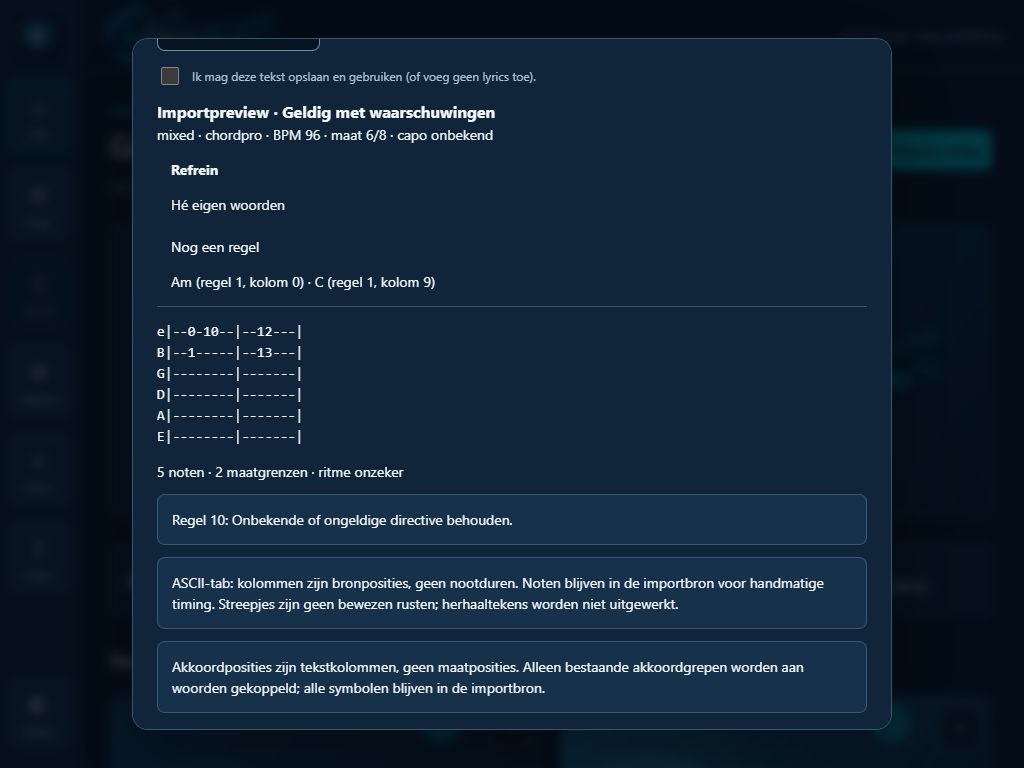 Ik mag deze tekst opslaan en gebruiken (of voeg geen lyrics toe).
Importpreview · Geldig met waarschuwingen
mixed · chordpro · BPM 96 · maat 6/8 · capo onbekend
Refrein
Hé eigen woorden
Nog een regel
Am (regel 1, kolom 0) · C (regel 1, kolom 9)
e|--0-10--|--12---|
B|--1-----|--13---|
G|--------|-------|
D|--------|-------|
A|--------|-------|
E|--------|-------|
5 noten · 2 maatgrenzen · ritme onzeker
Regel 10: Onbekende of ongeldige directive behouden.
ASCII-tab: kolommen zijn bronposities, geen nootduren. Noten blijven in de importbron voor handmatige
timing. Streepjes zijn geen bewezen rusten; herhaaltekens worden niet uitgewerkt.
Akkoordposities zijn tekstkolommen, geen maatposities. Alleen bestaande akkoordgrepen worden aan
woorden gekoppeld; alle symbolen blijven in de importbron.